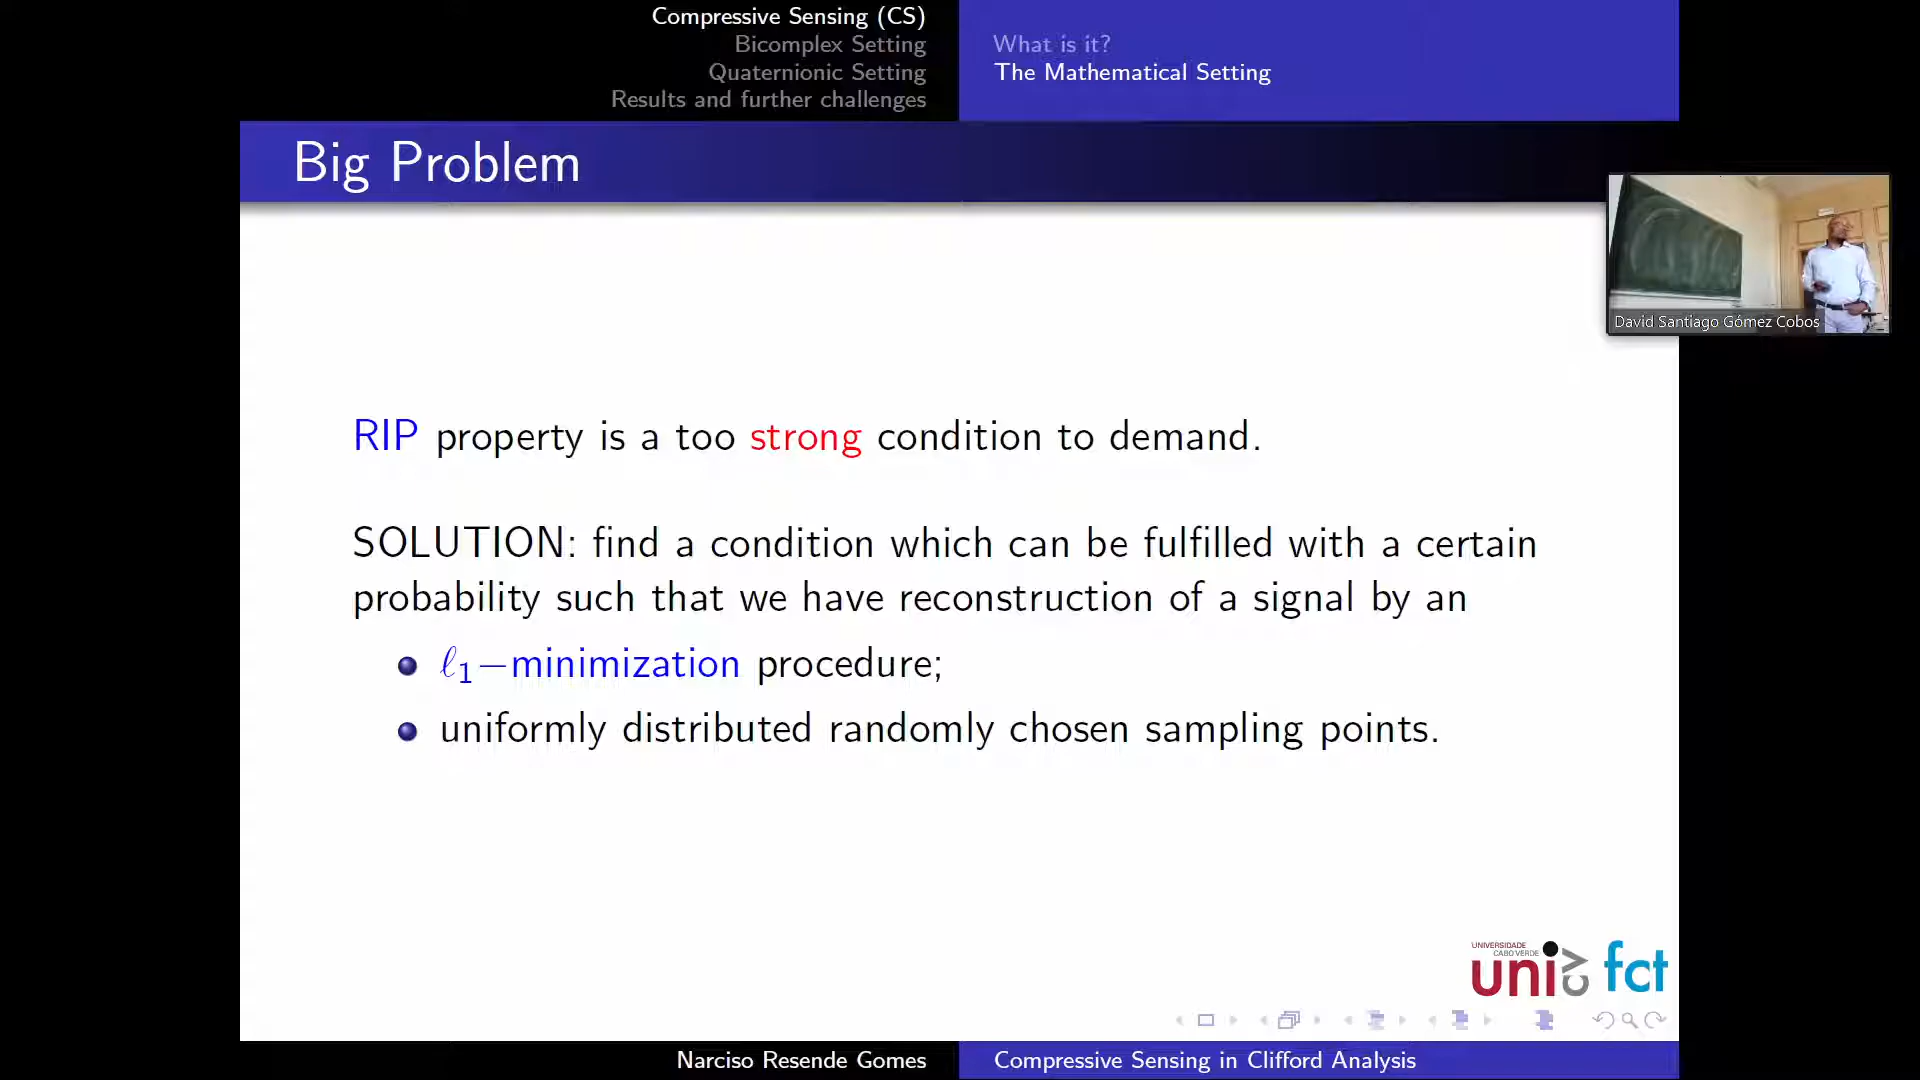 Compressive Sensing (CS)
Bicomplex Setting
Quaternionic Setting
Results and further challenges
What is it?
The Mathematical Setting
Big Problem
David Santiago Gómez Cobos
RIP property is a too strong condition to demand.
SOLUTION: find a condition which can be fulfilled with a certain
probability such that we have reconstruction of a signal by an
ℓ₁−minimization procedure;
uniformly distributed randomly chosen sampling points.
UNIVERSIDADE
CABO VERDE
uni cv
fct
Narciso Resende Gomes
Compressive Sensing in Clifford Analysis